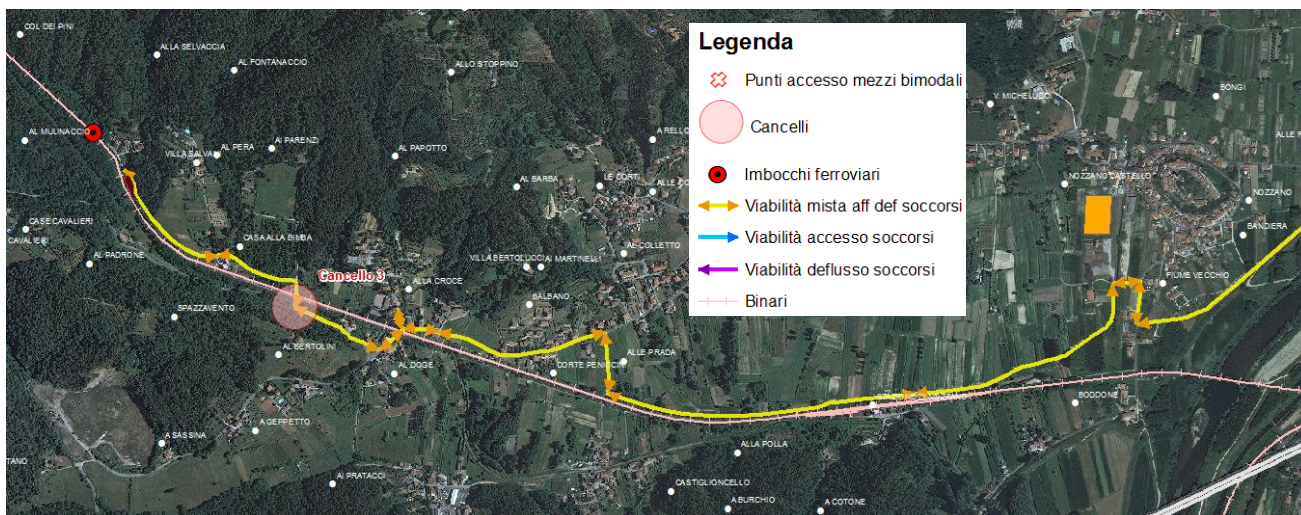 COL DEI PINI
ALLA SELVACCIA
AL FONTANACCIO
ALLO STOPPINO
Legenda
Punti accesso mezzi bimodali
Cancelli
Imbocchi ferroviari
Viabilità mista aff def soccorsi
Viabilità accesso soccorsi
Viabilità deflusso soccorsi
Binari
V. MICHELUCCI
BONGI
AL MULINACCIO
VILLA SALVA
AL PERA
AI PARENZI
AL PAPOTTO
A RELLO
ALLE
AL BARBA
LE CORTI
ALLE
NOZZANO CASTELLO
NOZZANO
CASE CAVALIERI
CAVALIERI
AL PADRONE
CASA ALLA BIMBA
VILLA BERTOLUCCI
AI MARTINELLI
AL COLLETTO
BANDIERA
Cancello 3
ALLA CROCE
FIUME VECCHIO
SPAZZAVENTO
BALBANO
AL BERTOLINI
AL DOGE
CORTE PENICCHI
ALLE PRADA
BODDONE
A GEPPETTO
A SASSINA
ALLA POLLA
TANO
AI PRATACCI
CASTIGLIONCELLO
A BURCHIO
A COTONE